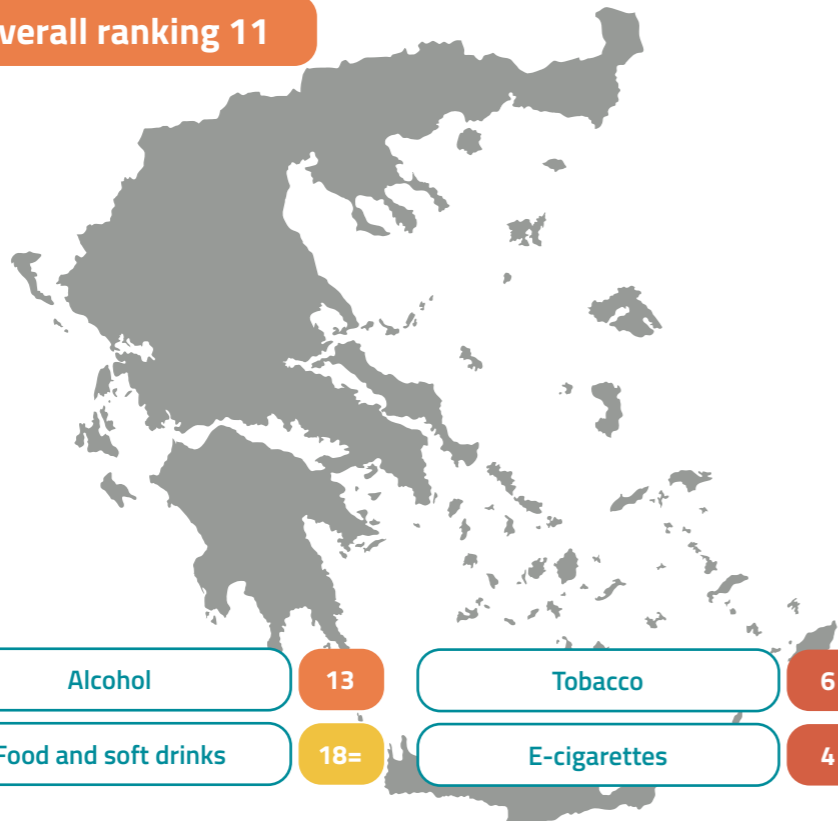 verall ranking 11
Alcohol 13 Tobacco 6
Food and soft drinks 18= E-cigarettes 4